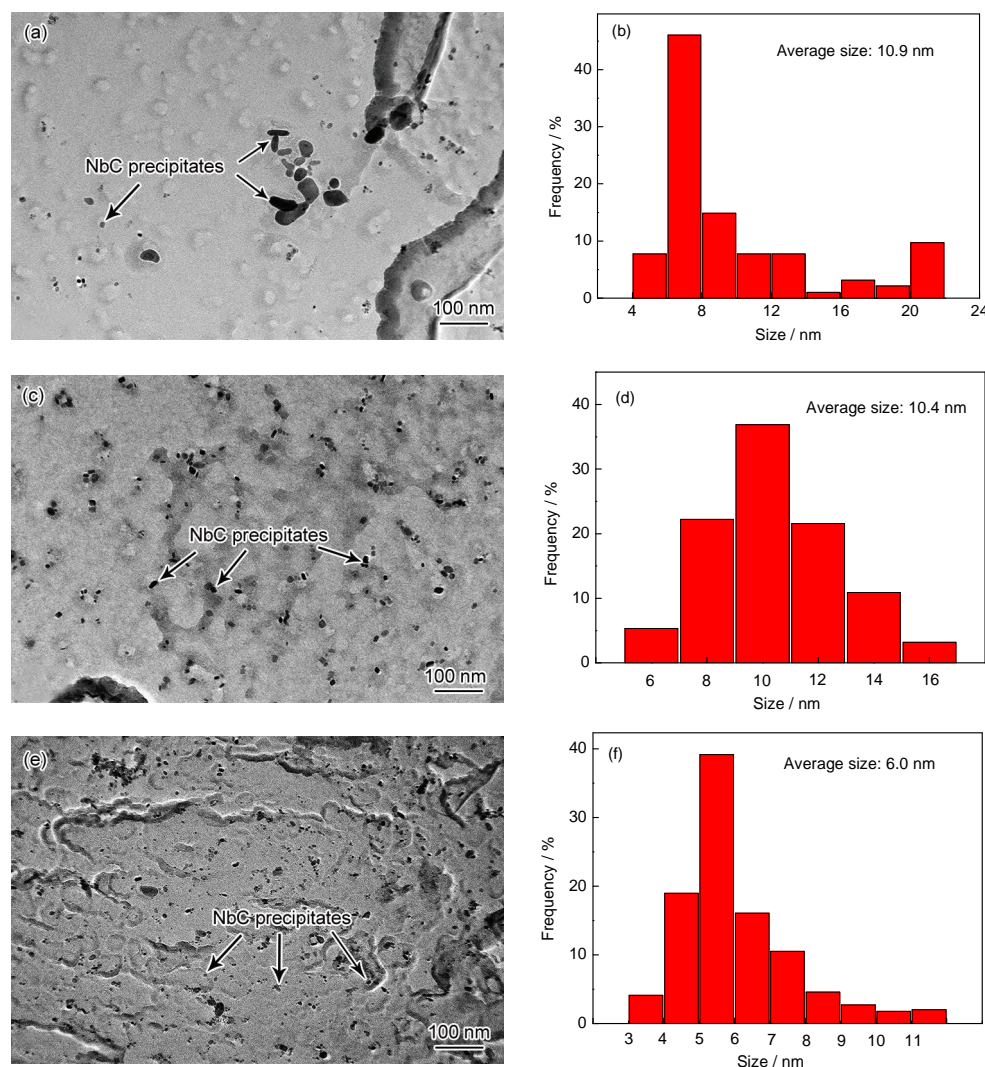 (a)
NbC precipitates
100 nm
(b)
Average size: 10.9 nm
Frequency / %
40
30
20
10
0
4
8
12
16
20
24
Size / nm
(c)
NbC precipitates
100 nm
(d)
Average size: 10.4 nm
Frequency / %
40
30
20
10
0
6
8
10
12
14
16
Size / nm
(e)
NbC precipitates
100 nm
(f)
Average size: 6.0 nm
Frequency / %
40
30
20
10
0
3
4
5
6
7
8
9
10
11
Size / nm